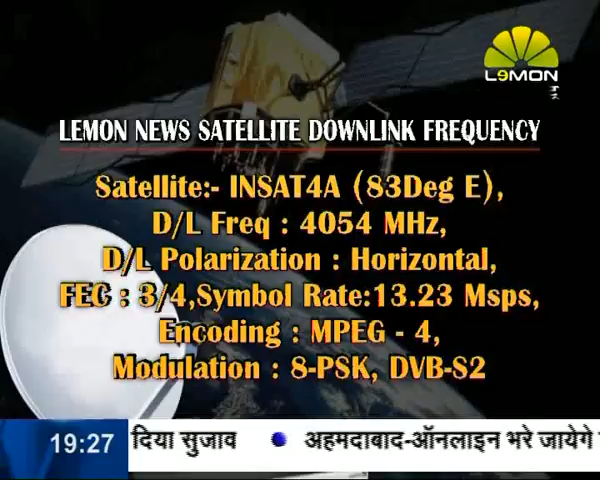 LEMON
LEMON NEWS SATELLITE DOWNLINK FREQUENCY
Satellite:- INSAT4A (83Deg E),
D/L Freq : 4054 MHz,
D/L Polarization : Horizontal,
FEC : 3/4,Symbol Rate:13.23 Msps,
Encoding : MPEG - 4,
Modulation : 8-PSK, DVB-S2
19:27 दिया सुजाव • अहमदाबाद-ऑनलाइन भरे जायेगे